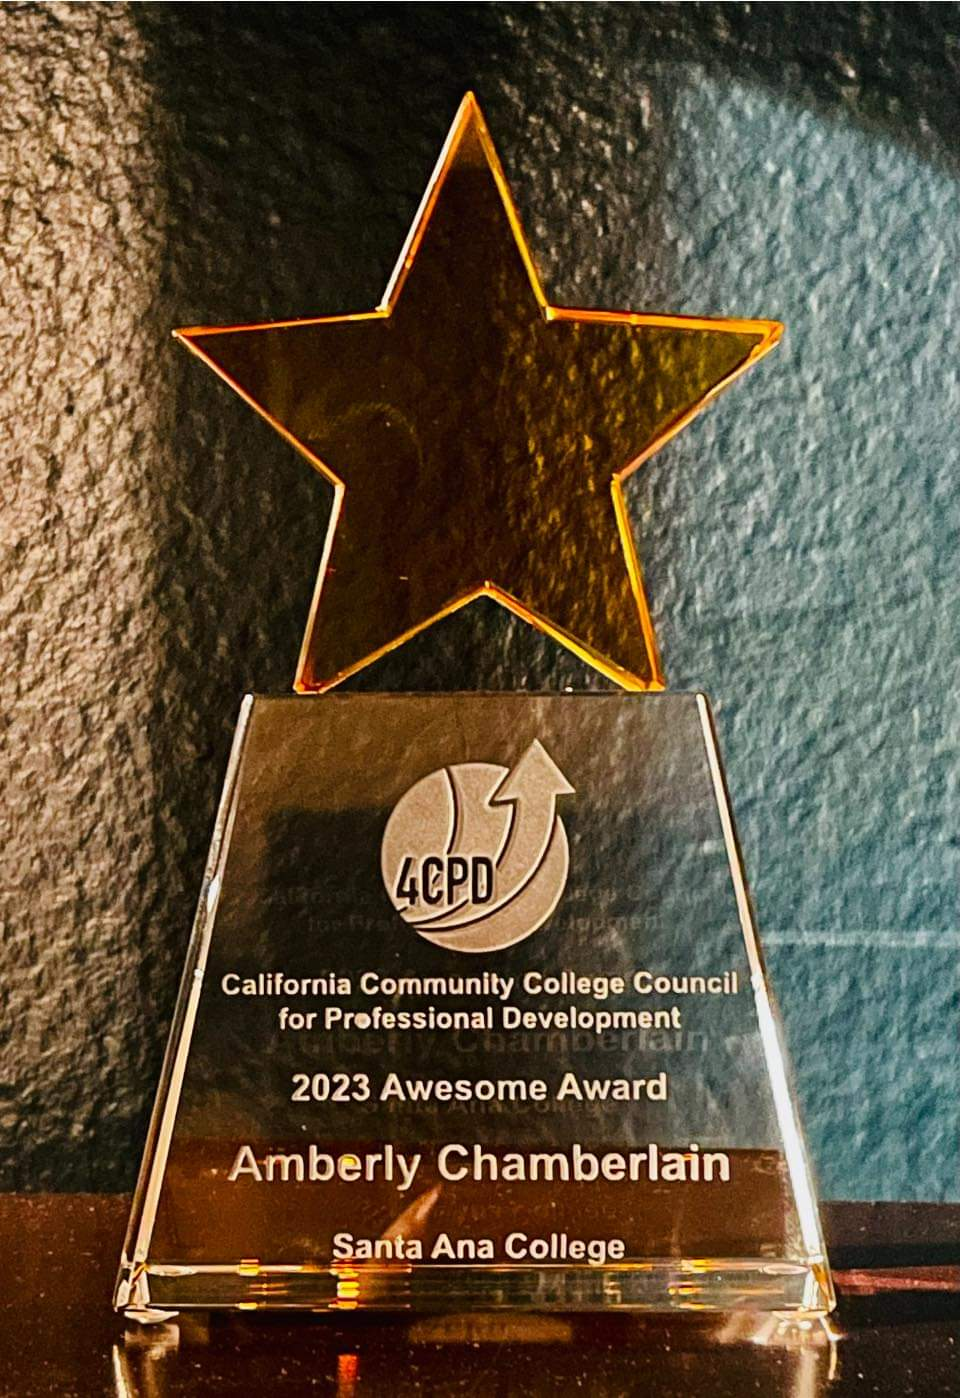 4CPD
California Community College Council
for Professional Development
2023 Awesome Award
Amberly Chamberlain
Santa Ana College